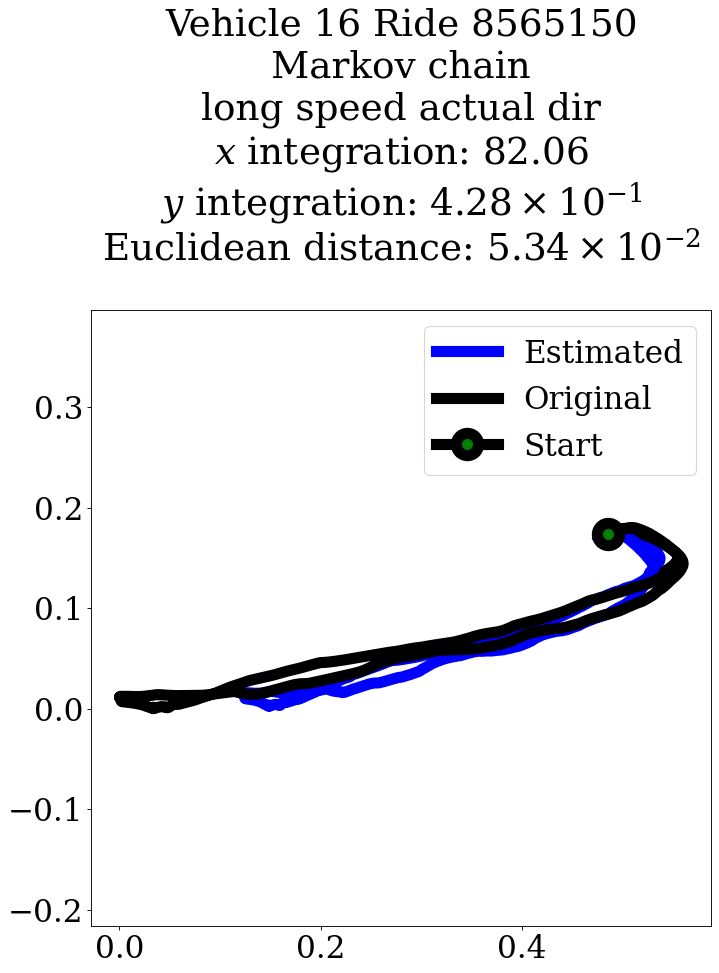 Vehicle 16 Ride 8565150
Markov chain
long speed actual dir
x integration: 82.06
y integration: 4.28 × 10⁻¹
Euclidean distance: 5.34 × 10⁻²
Estimated
Original
Start
0.3
0.2
0.1
0.0
−0.1
−0.2
0.0 0.2 0.4